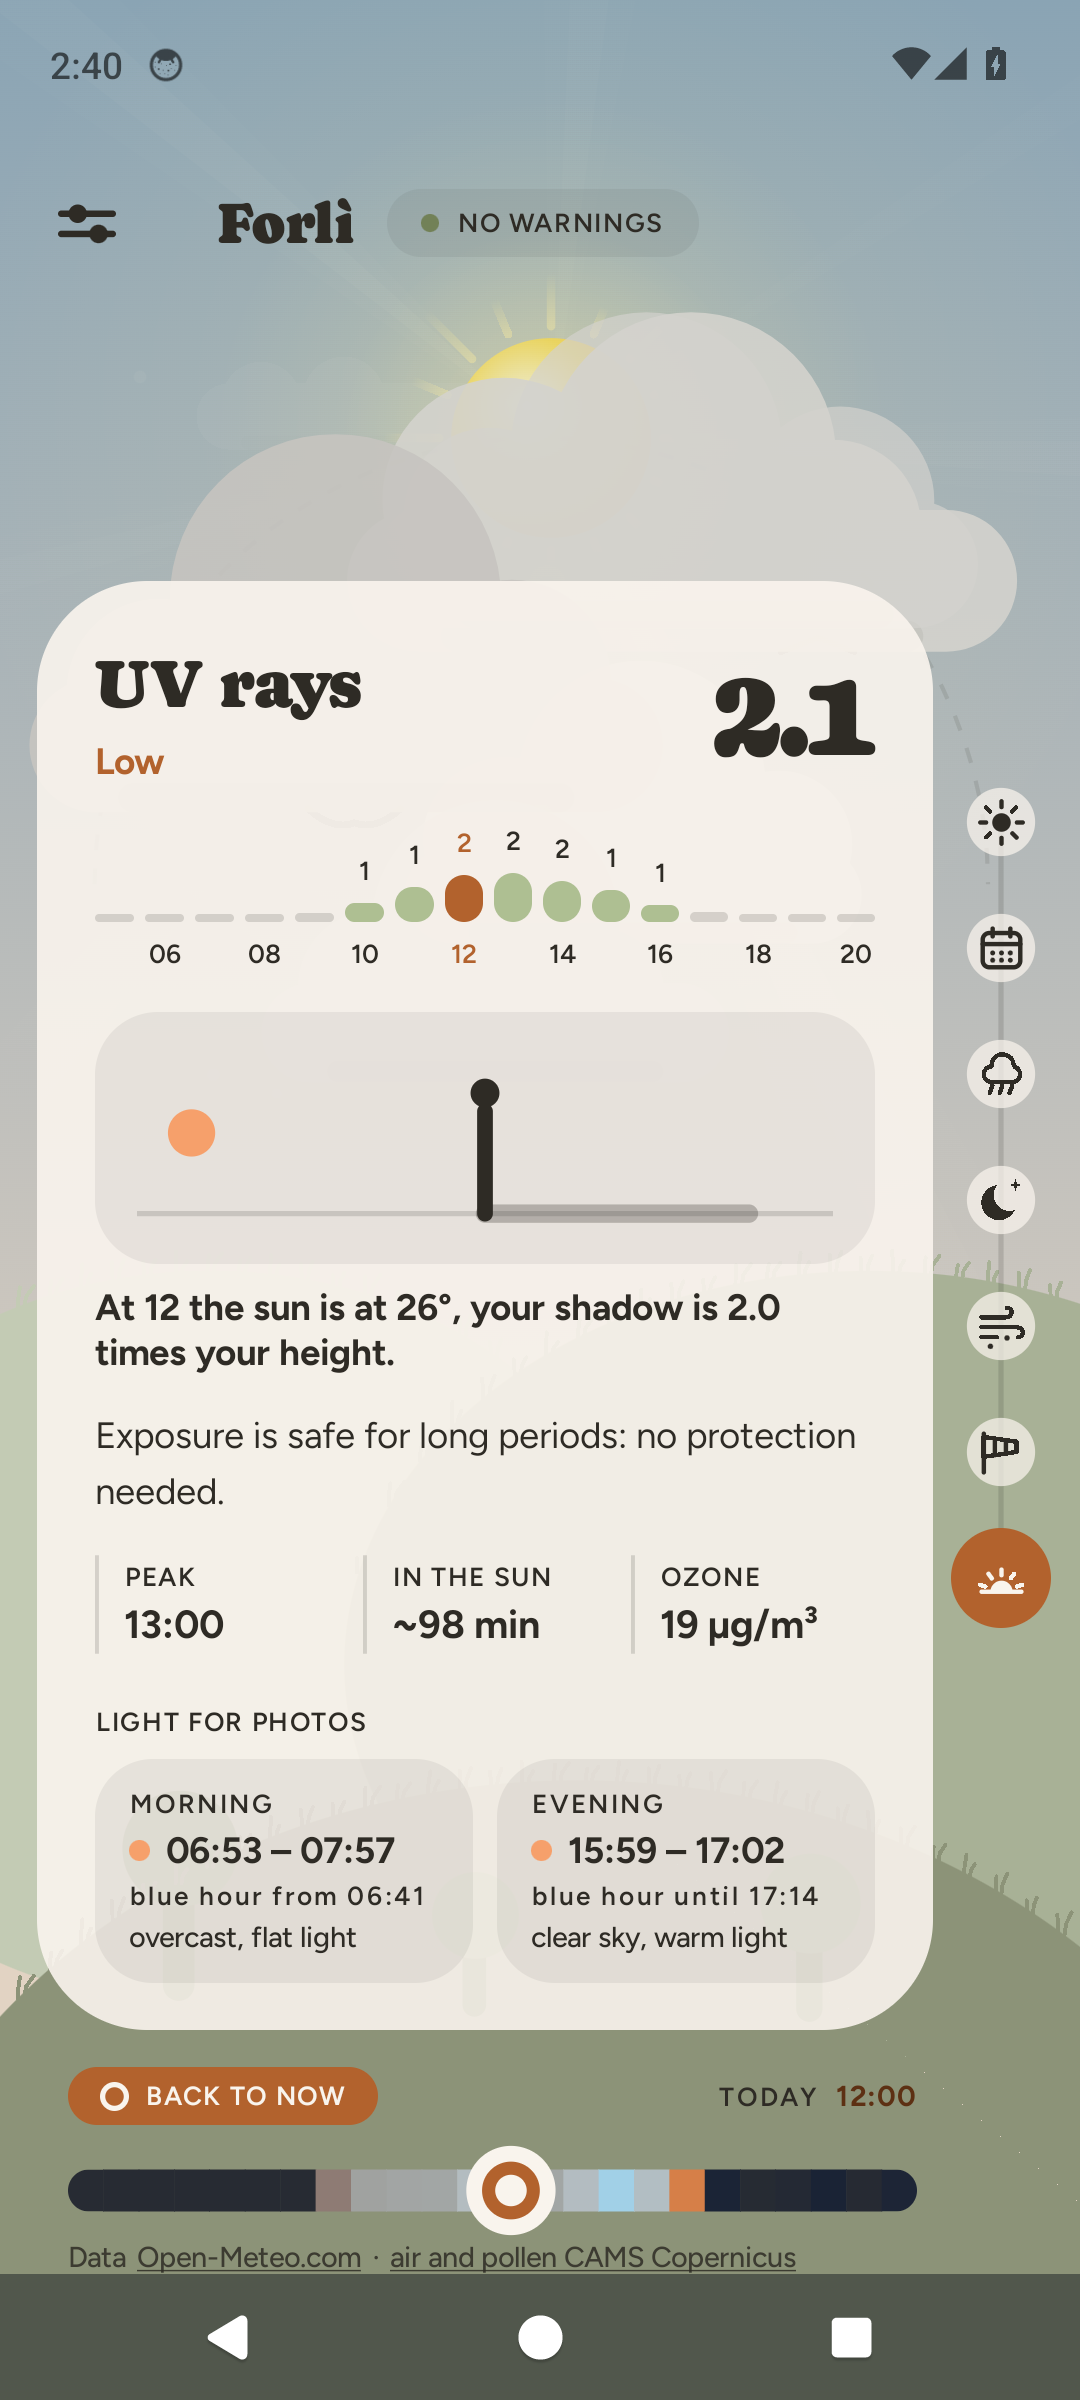 2:40
Forlì
NO WARNINGS
UV rays
2.1
Low
1 1 2 2 2 1 1
06 08 10 12 14 16 18 20
At 12 the sun is at 26°, your shadow is 2.0
times your height.
Exposure is safe for long periods: no protection
needed.
PEAK
13:00
IN THE SUN
~98 min
OZONE
19 µg/m³
LIGHT FOR PHOTOS
MORNING
06:53 – 07:57
blue hour from 06:41
overcast, flat light
EVENING
15:59 – 17:02
blue hour until 17:14
clear sky, warm light
BACK TO NOW
TODAY 12:00
Data Open-Meteo.com · air and pollen CAMS Copernicus